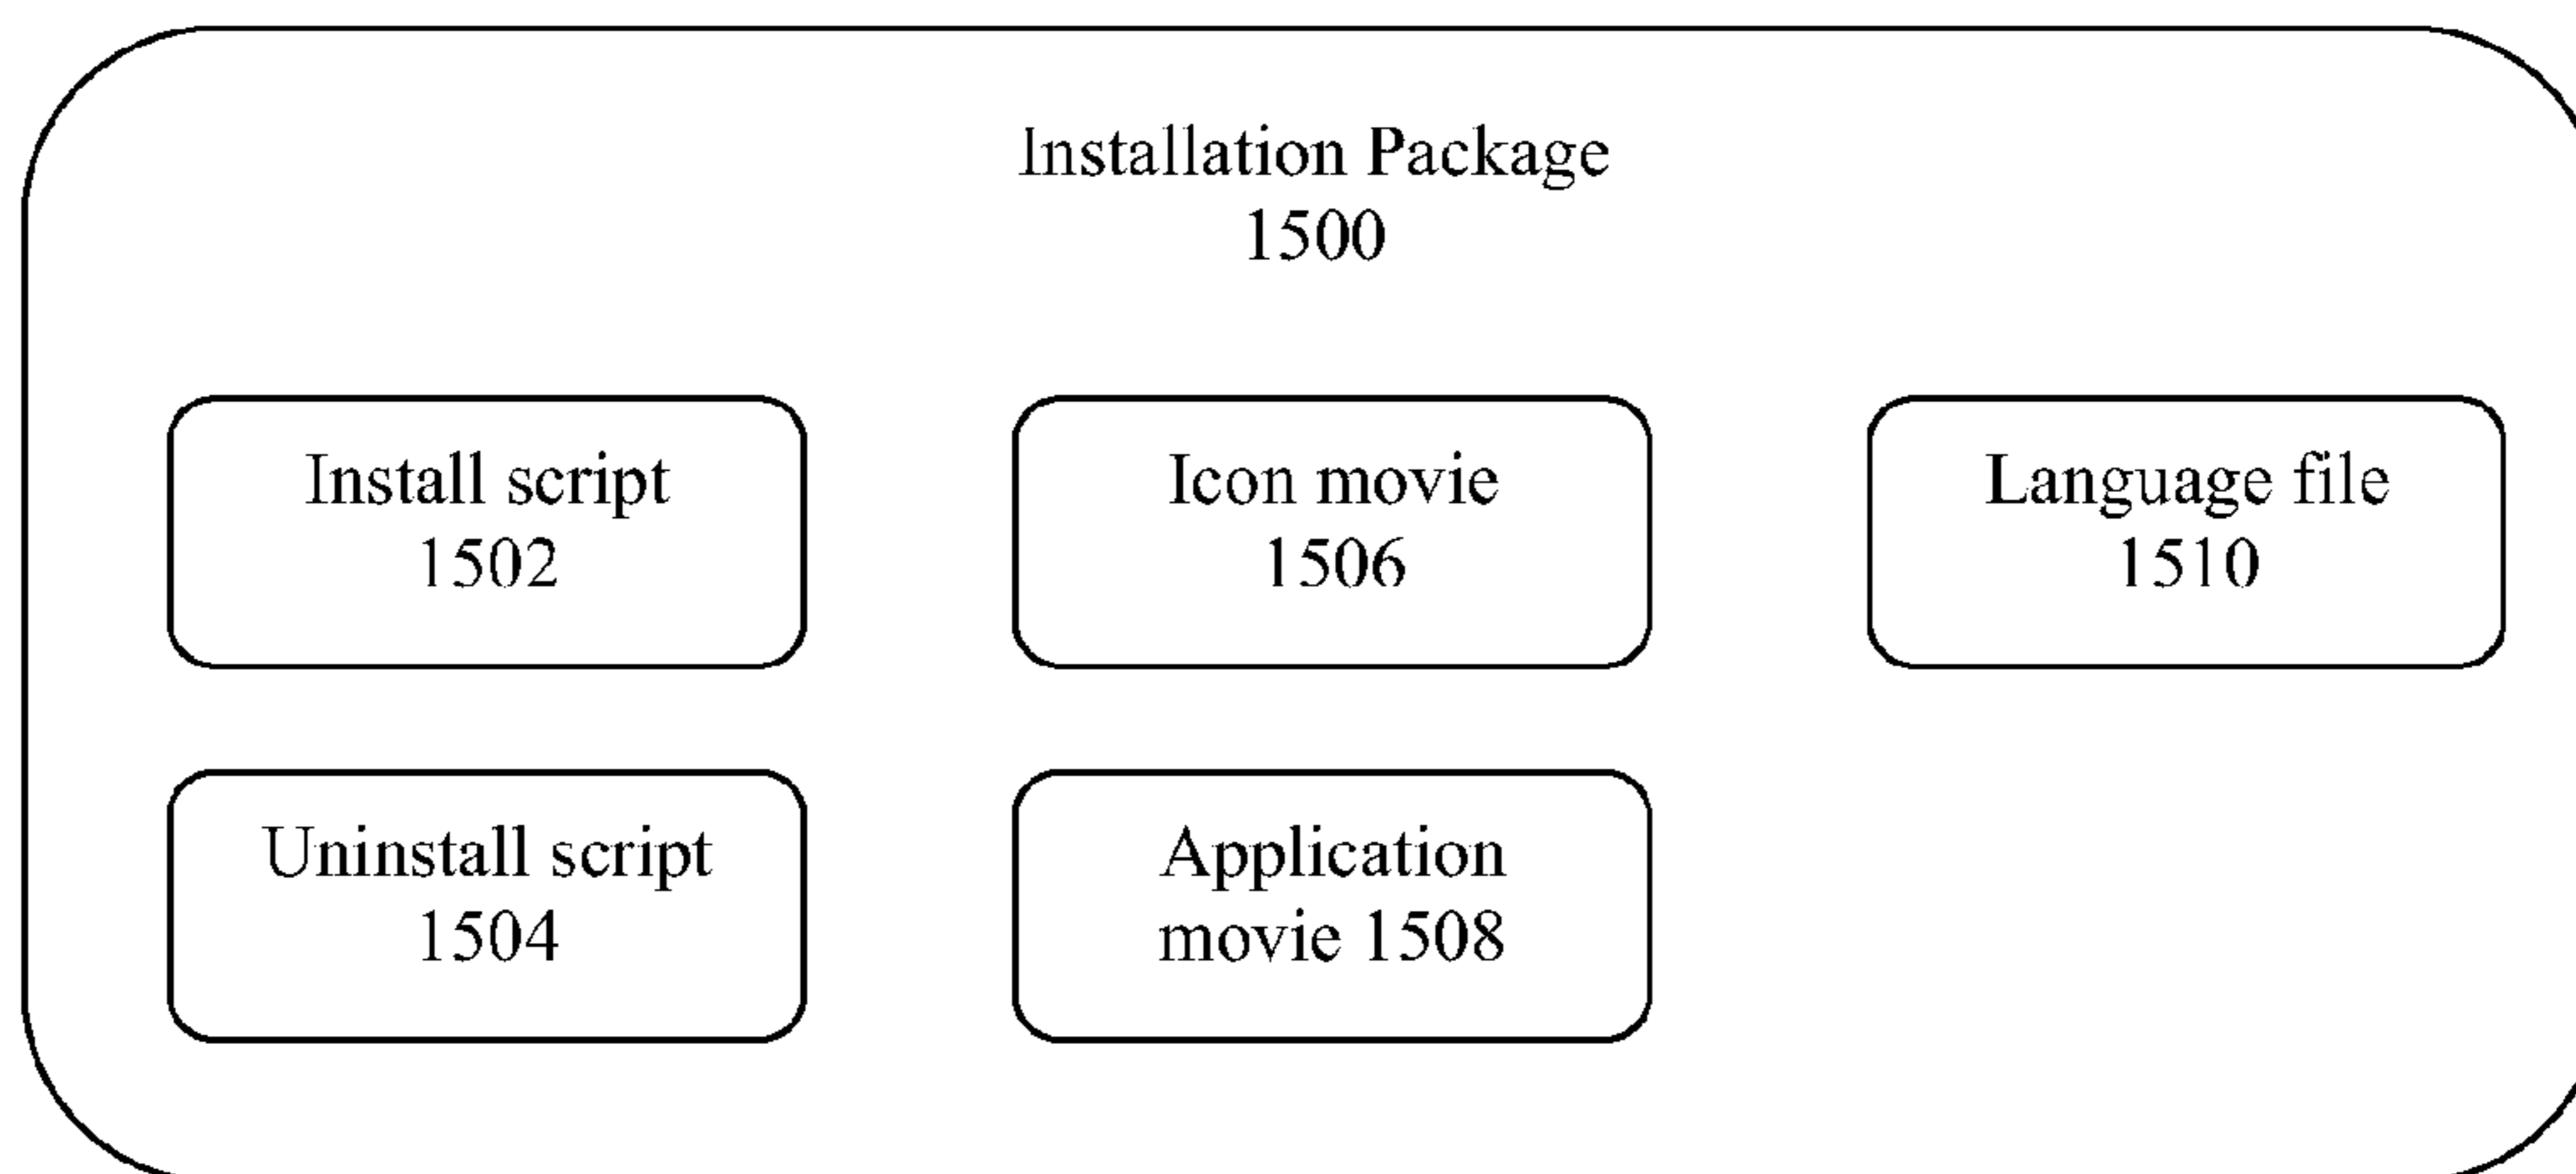 Installation Package
1500
Install script
1502
Icon movie
1506
Language file
1510
Uninstall script
1504
Application
movie 1508